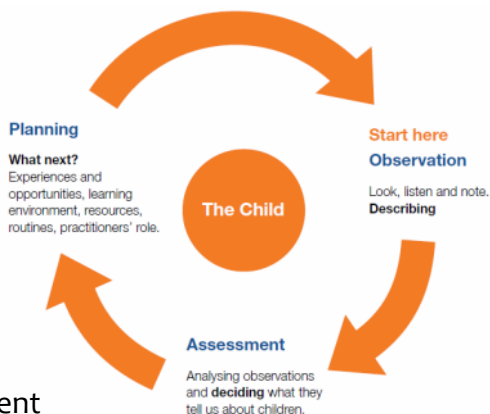 Planning
What next?
Experiences and
opportunities, learning
environment, resources,
routines, practitioners' role.
The Child
Start here
Observation
Look, listen and note.
Describing
Assessment
Analysing observations
and deciding what they
tell us about children.
ent